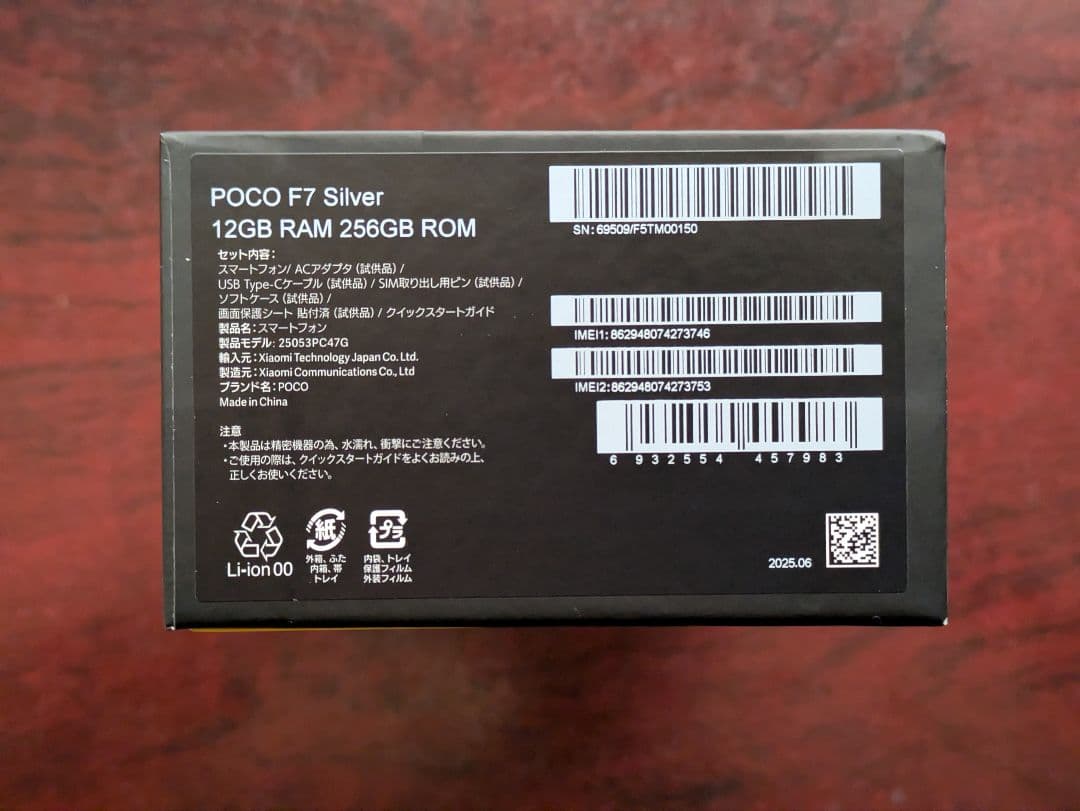 POCO F7 Silver
12GB RAM 256GB ROM
セット内容:
スマートフォン/ ACアダプタ (試供品) /
USB Type-Cケーブル (試供品) / SIM取り出し用ピン (試供品) /
ソフトケース (試供品) /
画面保護シート 貼付済 (試供品) / クイックスタートガイド
製品名:スマートフォン
製品モデル: 25053PC47G
輸入元:Xiaomi Technology Japan Co. Ltd.
製造元:Xiaomi Communications Co., Ltd
ブランド名:POCO
Made in China
注意
・本製品は精密機器の為、水濡れ、衝撃にご注意ください。
・ご使用の際は、クイックスタートガイドをよくお読みの上、
正しくお使いください。
Li-ion 00
紙
外箱、ふた
内箱、帯
トレイ
プラ
内袋、トレイ
保護フィルム
外装フィルム
SN: 69509/F5TM00150
IMEI1: 862948074273746
IMEI2: 862948074273753
6 932554 457983
2025.06